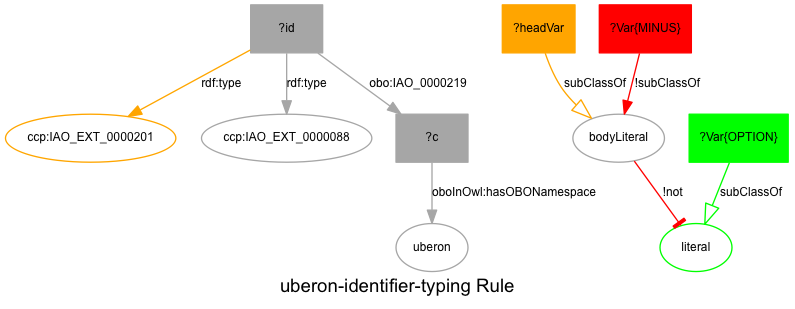 ?id
?headVar
?Var{MINUS}
rdf:type
rdf:type
obo:IAO_0000219
subClassOf
!subClassOf
ccp:IAO_EXT_0000201
ccp:IAO_EXT_0000088
?c
bodyLiteral
?Var{OPTION}
oboInOwl:hasOBONamespace
!not
subClassOf
uberon
literal
uberon-identifier-typing Rule